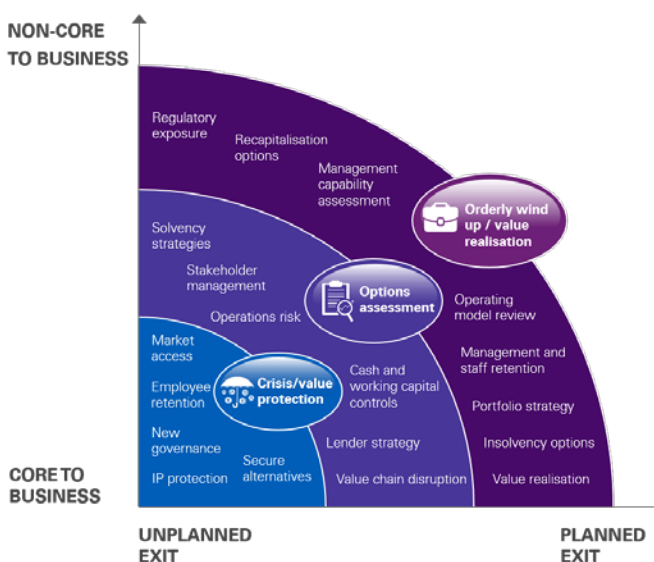 NON-CORE
TO BUSINESS
Regulatory
exposure
Recapitalisation
options
Management
capability
assessment
Orderly wind
up / value
realisation
Solvency
strategies
Stakeholder
management
Operations risk
Options
assessment
Operating
model review
Management and
staff retention
Portfolio strategy
Insolvency options
Value realisation
Market
access
Employee
retention
Crisis/value
protection
Cash and
working capital
controls
New
governance
Lender strategy
IP protection
Secure
alternatives
Value chain disruption
CORE TO
BUSINESS
UNPLANNED
EXIT
PLANNED
EXIT